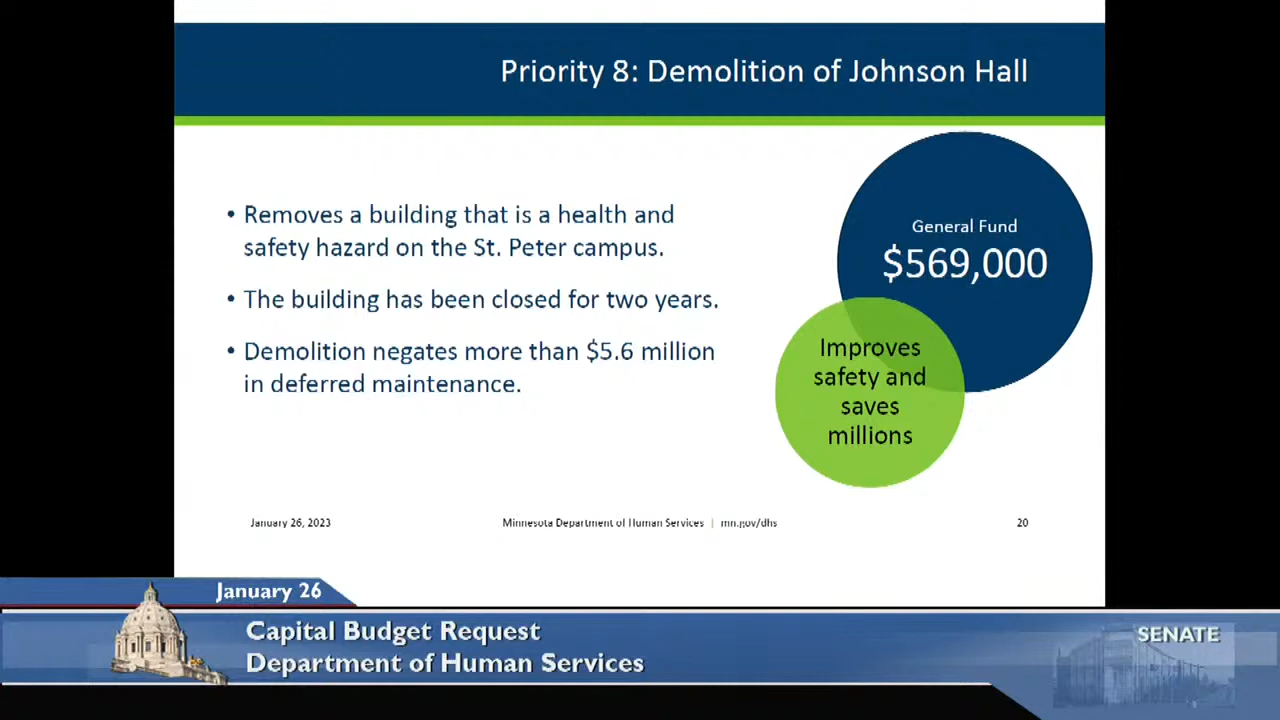 Priority 8: Demolition of Johnson Hall
• Removes a building that is a health and
safety hazard on the St. Peter campus.
• The building has been closed for two years.
• Demolition negates more than $5.6 million
in deferred maintenance.
General Fund
$569,000
Improves
safety and
saves
millions
January 26, 2023
Minnesota Department of Human Services | mn.gov/dhs
20
January 26
Capital Budget Request
Department of Human Services
SENATE